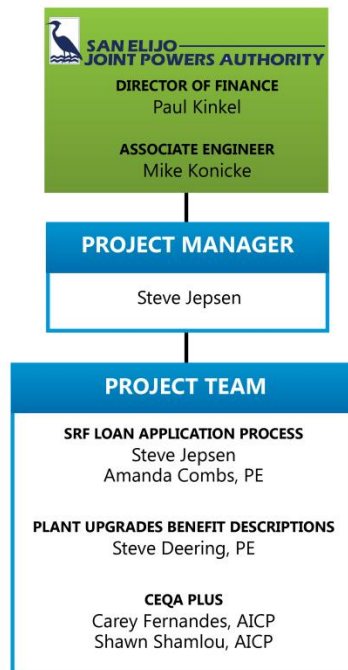 SAN ELIJO
JOINT POWERS AUTHORITY
DIRECTOR OF FINANCE
Paul Kinkel
ASSOCIATE ENGINEER
Mike Konicke
PROJECT MANAGER
Steve Jepsen
PROJECT TEAM
SRF LOAN APPLICATION PROCESS
Steve Jepsen
Amanda Combs, PE
PLANT UPGRADES BENEFIT DESCRIPTIONS
Steve Deering, PE
CEQA PLUS
Carey Fernandes, AICP
Shawn Shamlou, AICP